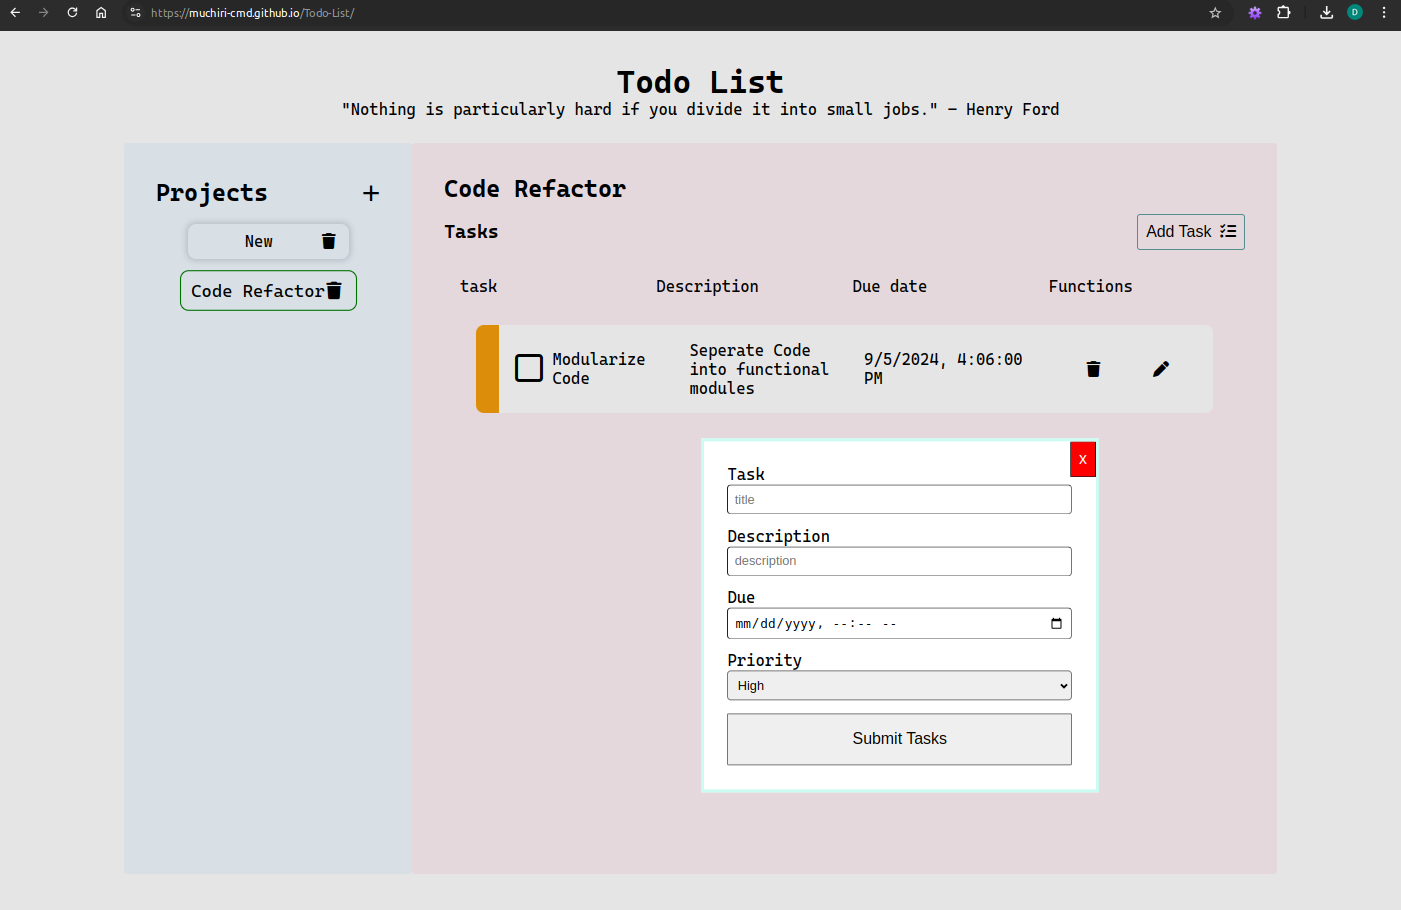 https://muchiri-cmd.github.io/Todo-List/
D
Todo List
"Nothing is particularly hard if you divide it into small jobs." – Henry Ford
Projects +
New
Code Refactor
Code Refactor
Tasks
Add Task
task Description Due date Functions
Modularize
Code
Seperate Code
into functional
modules
9/5/2024, 4:06:00
PM
X
Task
title
Description
description
Due
mm/dd/yyyy, --:-- --
Priority
High
Submit Tasks